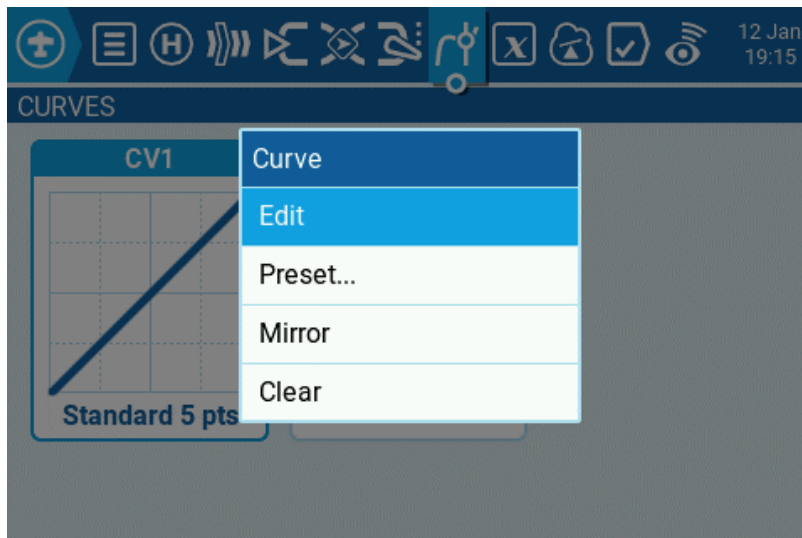 12 Jan
19:15
CURVES
CV1
Curve
Edit
Preset...
Mirror
Clear
Standard 5 pts